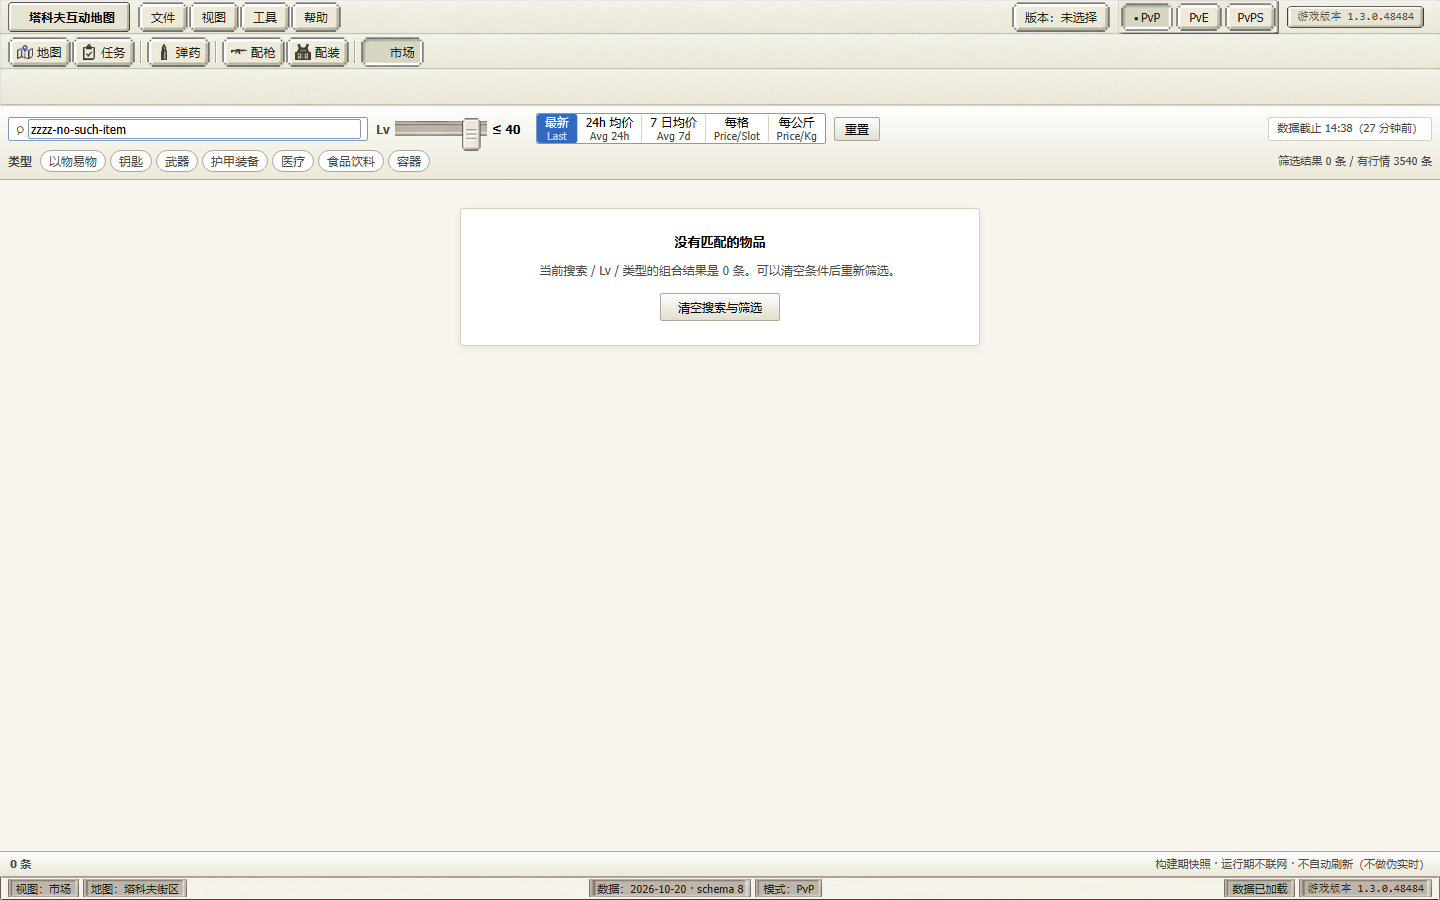 塔科夫互动地图 文件 视图 工具 帮助 版本：未选择 • PvP PvE PvPS 游戏版本 1.3.0.48484
地图 任务 弹药 配枪 配装 市场
zzzz-no-such-item Lv ≤ 40 最新 24h 均价 7 日均价 每格 每公斤 重置 数据截止 14:38（27 分钟前）
Last Avg 24h Avg 7d Price/Slot Price/Kg
类型 以物易物 钥匙 武器 护甲装备 医疗 食品饮料 容器 筛选结果 0 条 / 有行情 3540 条
没有匹配的物品
当前搜索 / Lv / 类型的组合结果是 0 条。可以清空条件后重新筛选。
清空搜索与筛选
0 条 构建期快照 · 运行期不联网 · 不自动刷新（不做伪实时）
视图：市场 地图：塔科夫街区 数据：2026-10-20 · schema 8 模式：PvP 数据已加载 游戏版本 1.3.0.48484